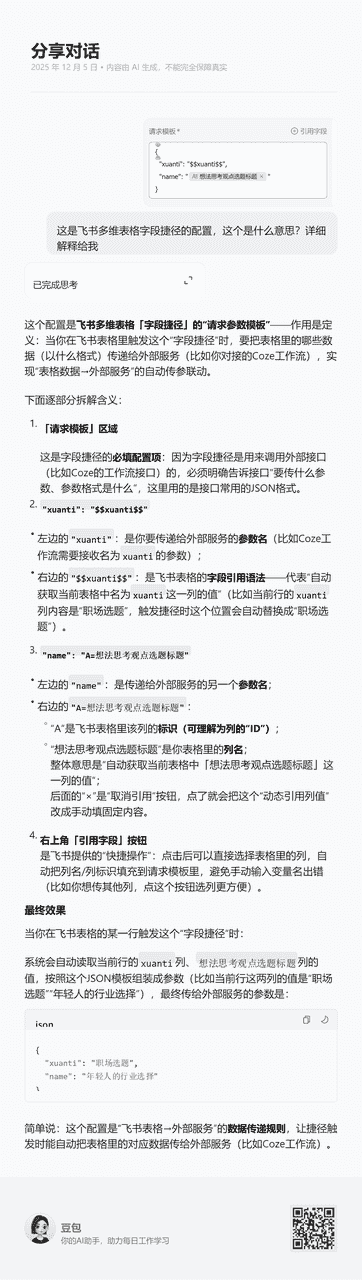 分享对话
2025 年 12 月 5 日 • 内容由 AI 生成，不能完全保障真实
请求模板*
引用字段
{
"xuanti": "$$xuanti$$",
"name": " 想法思考观点选题标题 × "
}
这是飞书多维表格字段捷径的配置，这个是什么意思？详细
解释给我
已完成思考
这个配置是飞书多维表格「字段捷径」的“请求参数模板”——作用是定
义：当你在飞书表格里触发这个“字段捷径”时，要把表格里的哪些数
据（以什么格式）传递给外部服务（比如你对接的Coze工作流），实
现“表格数据→外部服务”的自动传参联动。
下面逐部分拆解含义：
1. 「请求模板」区域
这是字段捷径的必填配置项：因为字段捷径是用来调用外部接口
（比如Coze的工作流接口）的，必须明确告诉接口“要传什么参
数、参数格式是什么”，这里用的是接口常用的JSON格式。
2. "xuanti": "$$xuanti$$"
• 左边的 "xuanti"：是你要传递给外部服务的参数名（比如Coze工
作流需要接收名为 xuanti 的参数）；
• 右边的 "$$xuanti$$"：是飞书表格的字段引用语法——代表“自动
获取当前表格中名为 xuanti 这一列的值”（比如当前行的 xuanti
列内容是“职场选题”，触发捷径时这个位置会自动替换成“职场选
题”）。
3. "name": "A=想法思考观点选题标题"
• 左边的 "name"：是传递给外部服务的另一个参数名；
• 右边的 "A=想法思考观点选题标题"：
◦ “A”是飞书表格里该列的标识（可理解为列的“ID”）；
◦ “想法思考观点选题标题”是你表格里的列名；
整体意思是“自动获取当前表格中「想法思考观点选题标题」这
一列的值”；
后面的“×”是“取消引用”按钮，点了就会把这个“动态引用列值”
改成手动填固定内容。
4. 右上角「引用字段」按钮
是飞书提供的“快捷操作”：点击后可以直接选择表格里的列，自
动把列名/列标识填充到请求模板里，避免手动输入变量名出错
（比如你想传其他列，点这个按钮选列更方便）。
最终效果
当你在飞书表格的某一行触发这个“字段捷径”时：
系统会自动读取当前行的 xuanti 列、 想法思考观点选题标题 列的
值，按照这个JSON模板组装成参数（比如当前行这两列的值是“职场
选题”“年轻人的行业选择”），最终传给外部服务的参数是：
json
{
"xuanti": "职场选题",
"name": "年轻人的行业选择"
}
简单说：这个配置是“飞书表格→外部服务”的数据传递规则，让捷径触
发时能自动把表格里的对应数据传给外部服务（比如Coze工作流）。
豆包
你的AI助手，助力每日工作学习